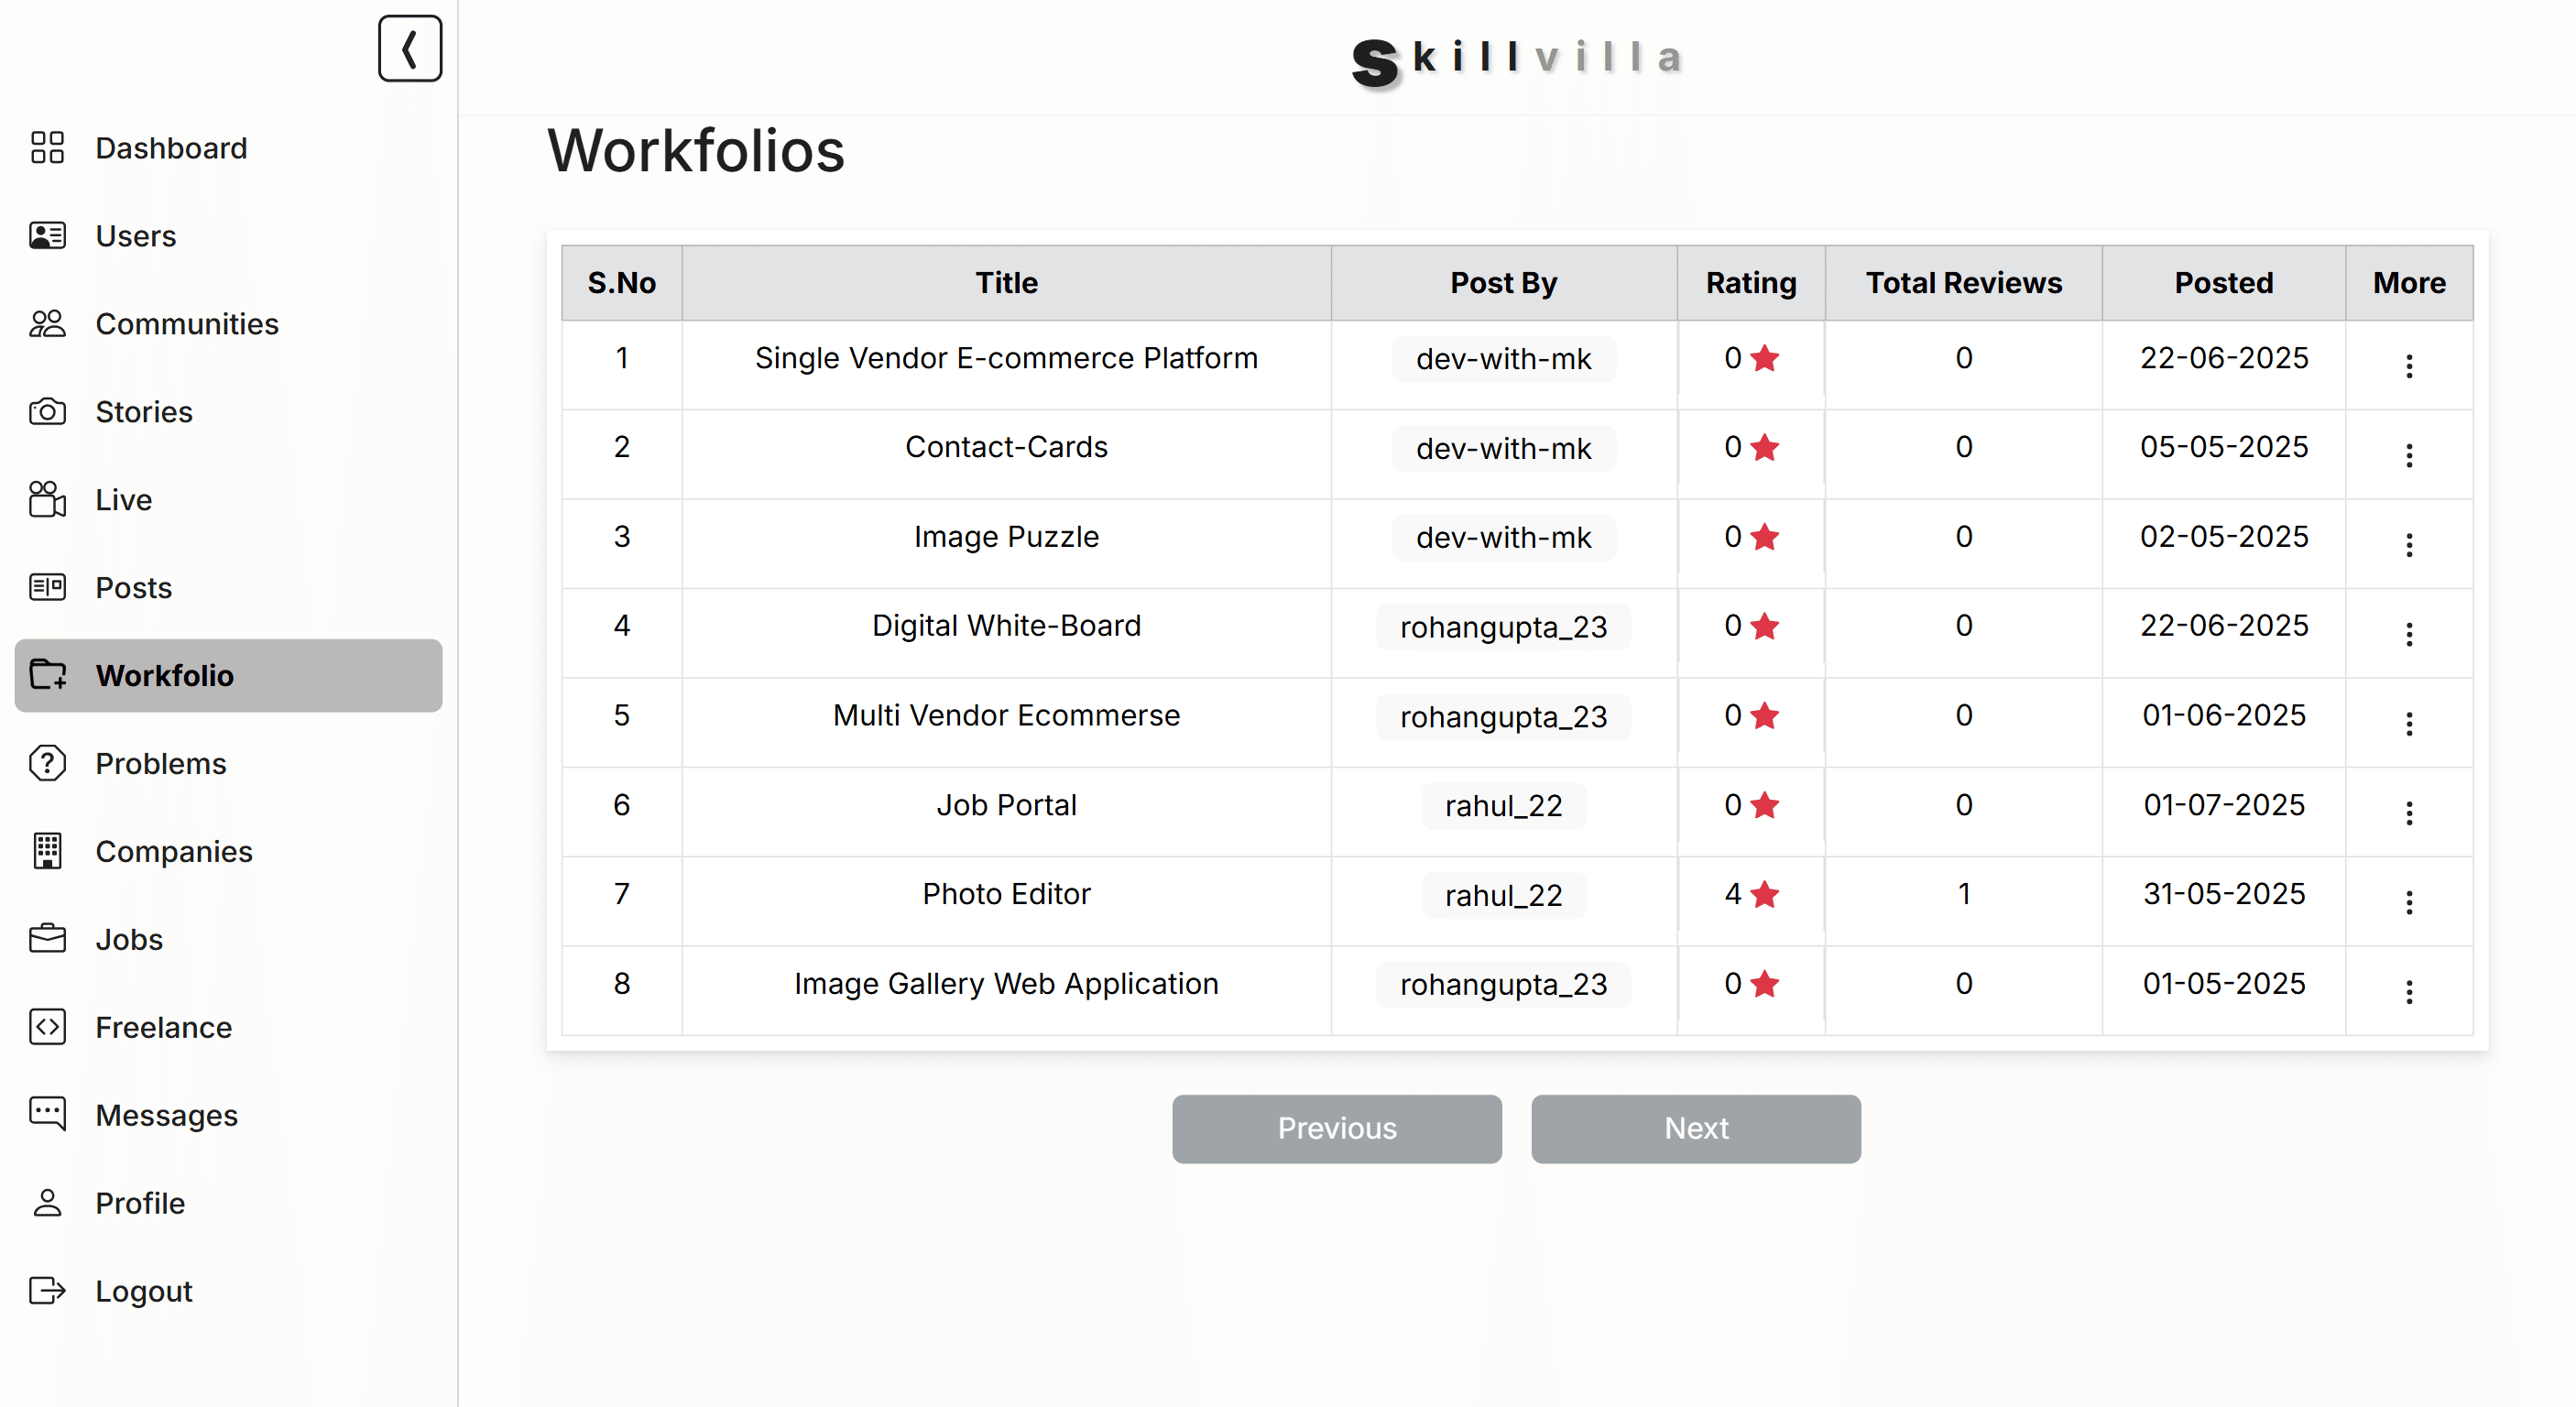 Skillvilla
Dashboard
Users
Communities
Stories
Live
Posts
Workfolio
Problems
Companies
Jobs
Freelance
Messages
Profile
Logout
Workfolios
S.No Title Post By Rating Total Reviews Posted More
1 Single Vendor E-commerce Platform dev-with-mk 0 0 22-06-2025
2 Contact-Cards dev-with-mk 0 0 05-05-2025
3 Image Puzzle dev-with-mk 0 0 02-05-2025
4 Digital White-Board rohangupta_23 0 0 22-06-2025
5 Multi Vendor Ecommerse rohangupta_23 0 0 01-06-2025
6 Job Portal rahul_22 0 0 01-07-2025
7 Photo Editor rahul_22 4 1 31-05-2025
8 Image Gallery Web Application rohangupta_23 0 0 01-05-2025
Previous Next